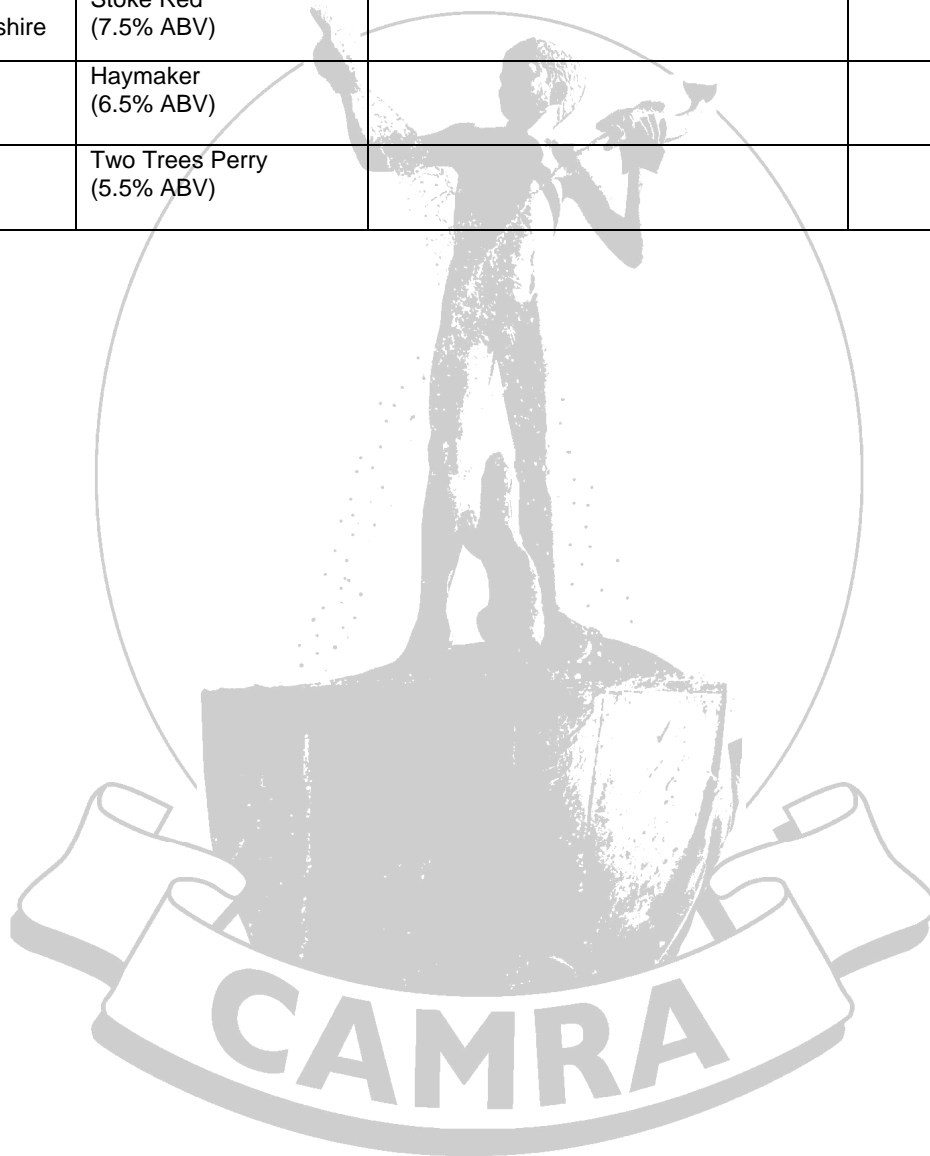 Stoke Red
shire
(7.5% ABV)
Haymaker
(6.5% ABV)
Two Trees Perry
(5.5% ABV)
CAMRA